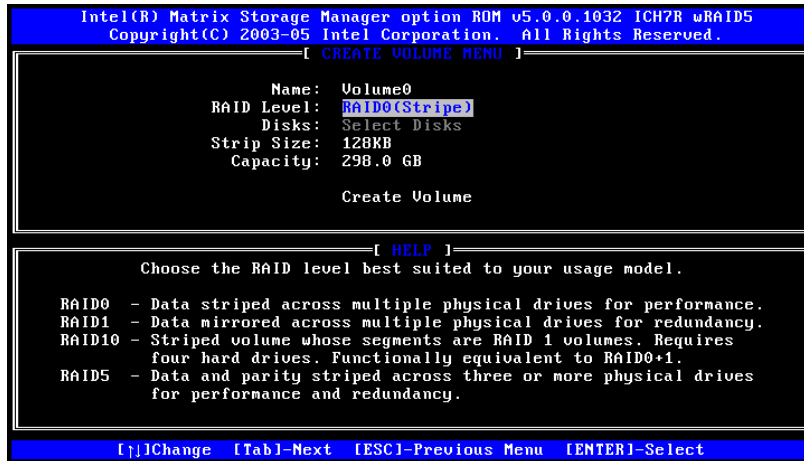 Intel(R) Matrix Storage Manager option ROM v5.0.0.1032 ICH7R wRAID5
Copyright(C) 2003-05 Intel Corporation. All Rights Reserved.
[ CREATE VOLUME MENU ]
Name: Volume0
RAID Level: RAID0(Stripe)
Disks: Select Disks
Strip Size: 128KB
Capacity: 298.0 GB
Create Volume
[ HELP ]
Choose the RAID level best suited to your usage model.
RAID0 - Data striped across multiple physical drives for performance.
RAID1 - Data mirrored across multiple physical drives for redundancy.
RAID10 - Striped volume whose segments are RAID 1 volumes. Requires
four hard drives. Functionally equivalent to RAID0+1.
RAID5 - Data and parity striped across three or more physical drives
for performance and redundancy.
[↑↓]Change [Tab]-Next [ESC]-Previous Menu [ENTER]-Select